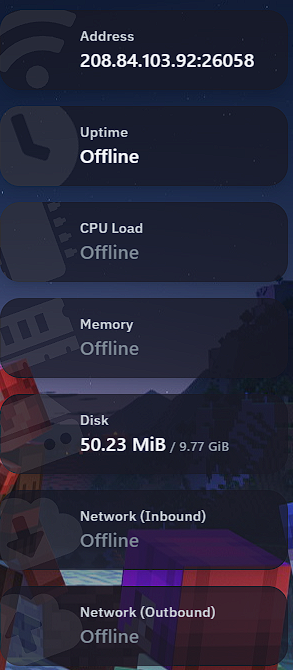 Address
208.84.103.92:26058
Uptime
Offline
CPU Load
Offline
Memory
Offline
Disk
50.23 MiB / 9.77 GiB
Network (Inbound)
Offline
Network (Outbound)
Offline